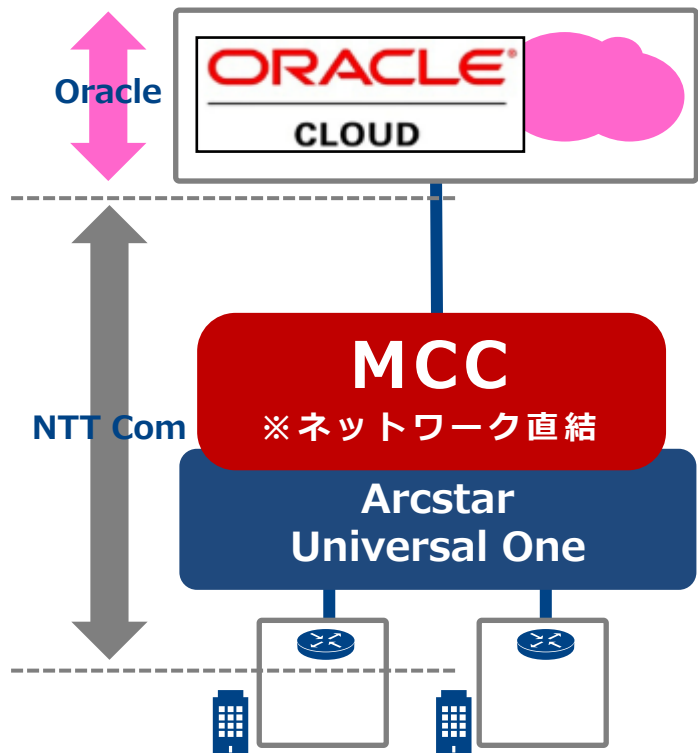 Oracle
ORACLE®
CLOUD
MCC
※ネットワーク直結
NTT Com
Arcstar
Universal One